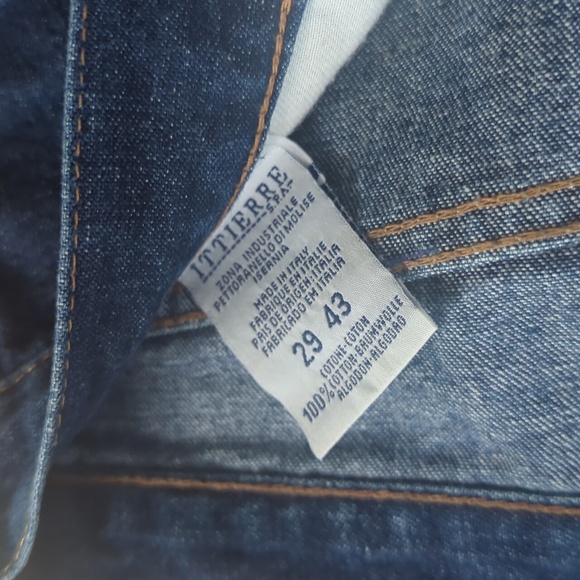 ITTIERRE
S.P.A.
ZONA INDUSTRIALE
PETTORANELLO DI MOLISE
ISERNIA
MADE IN ITALY
FABRIQUE EN ITALIE
PAIS DE ORIGEN-ITALIA
FABRICADO EM ITALIA
29 43
COTONE-COTTON
100% COTTON-BAUMWOLLE
ALGODON-ALGODAO